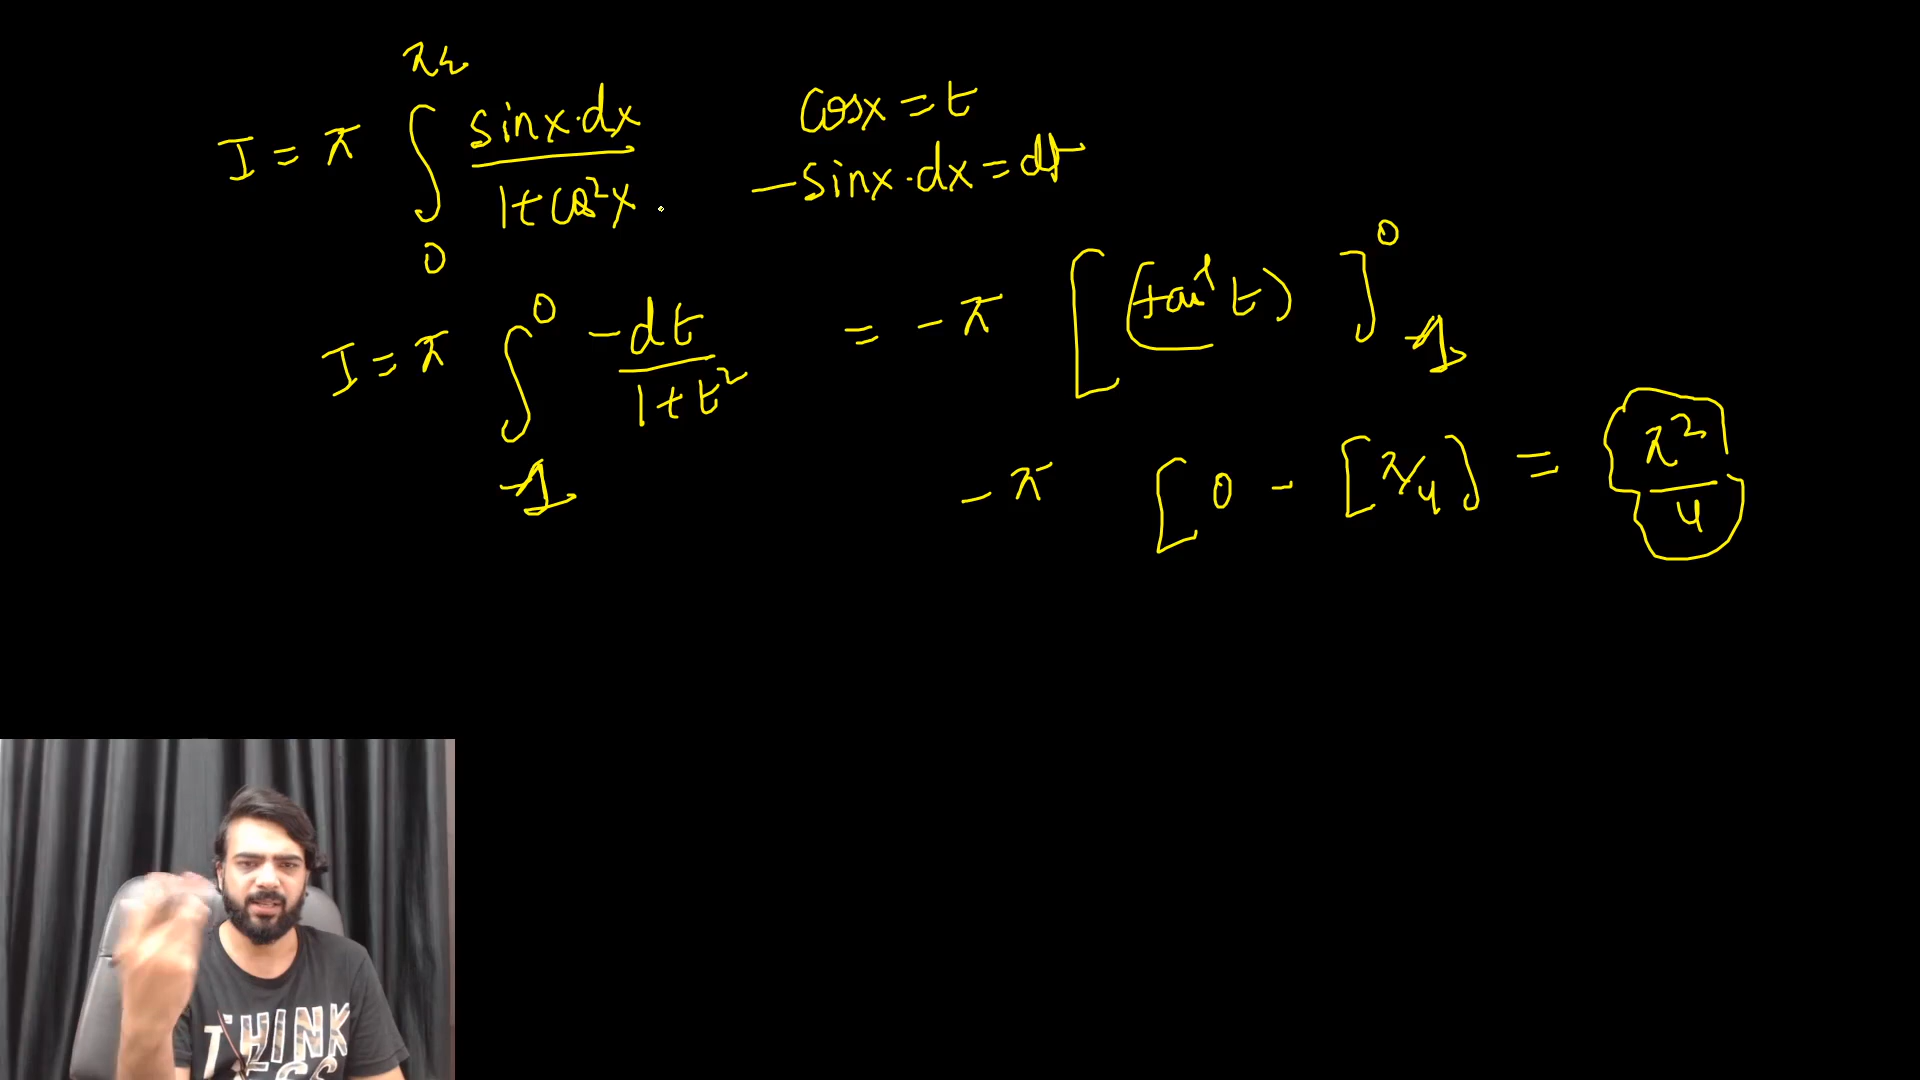 I = π ∫₀^{π/2} sinx·dx / 1+cos²x.
cosx = t
−sinx·dx = dt
I = π ∫₁⁰ −dt / 1+t² = −π [(tan⁻¹ t)]₁⁰
−π [0 − [π/4] = π²/4
THINK